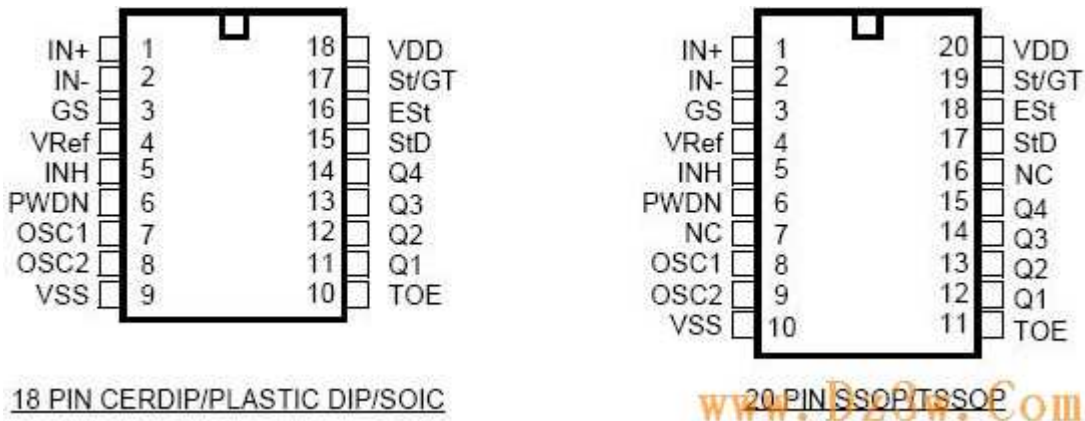 IN+ 1 18 VDD
IN- 2 17 St/GT
GS 3 16 ESt
VRef 4 15 StD
INH 5 14 Q4
PWDN 6 13 Q3
OSC1 7 12 Q2
OSC2 8 11 Q1
VSS 9 10 TOE
18 PIN CERDIP/PLASTIC DIP/SOIC
IN+ 1 20 VDD
IN- 2 19 St/GT
GS 3 18 ESt
VRef 4 17 StD
INH 5 16 NC
PWDN 6 15 Q4
NC 7 14 Q3
OSC1 8 13 Q2
OSC2 9 12 Q1
VSS 10 11 TOE
20 PIN SSOP/TSSOP
www.Dz3w.Com